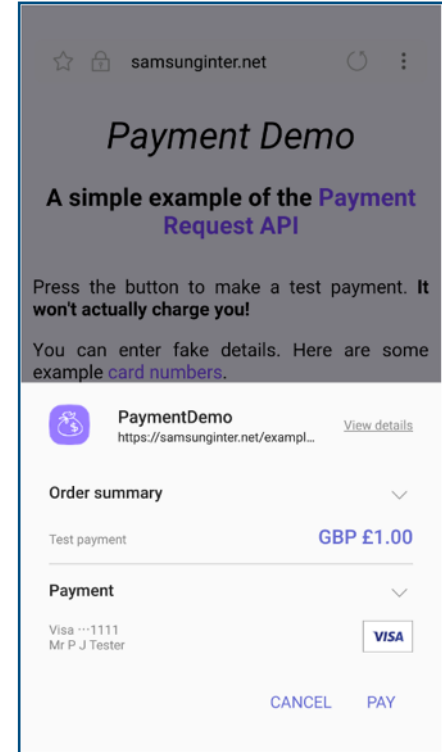 samsunginter.net
Payment Demo
A simple example of the Payment
Request API
Press the button to make a test payment. It
won't actually charge you!
You can enter fake details. Here are some
example card numbers.
PaymentDemo
View details
https://samsunginter.net/exampl...
Order summary
Test payment GBP £1.00
Payment
Visa ···1111
Mr P J Tester
VISA
CANCEL PAY